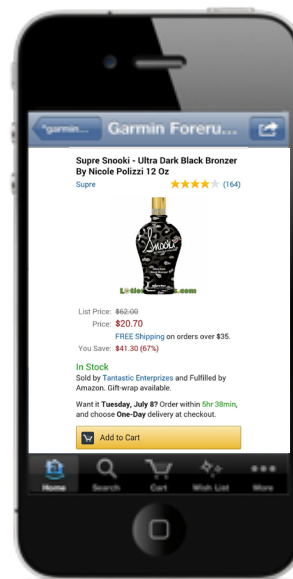 "garmin...
Garmin Foreru...
Supre Snooki - Ultra Dark Black Bronzer
By Nicole Polizzi 12 Oz
Supre (164)
Snooki
List Price: $62.00
Price: $20.70
FREE Shipping on orders over $35.
You Save: $41.30 (67%)
In Stock
Sold by Tantastic Enterprizes and Fulfilled by
Amazon. Gift-wrap available.
Want it Tuesday, July 8? Order within 5hr 38min,
and choose One-Day delivery at checkout.
Add to Cart
Home Search Cart Wish List More